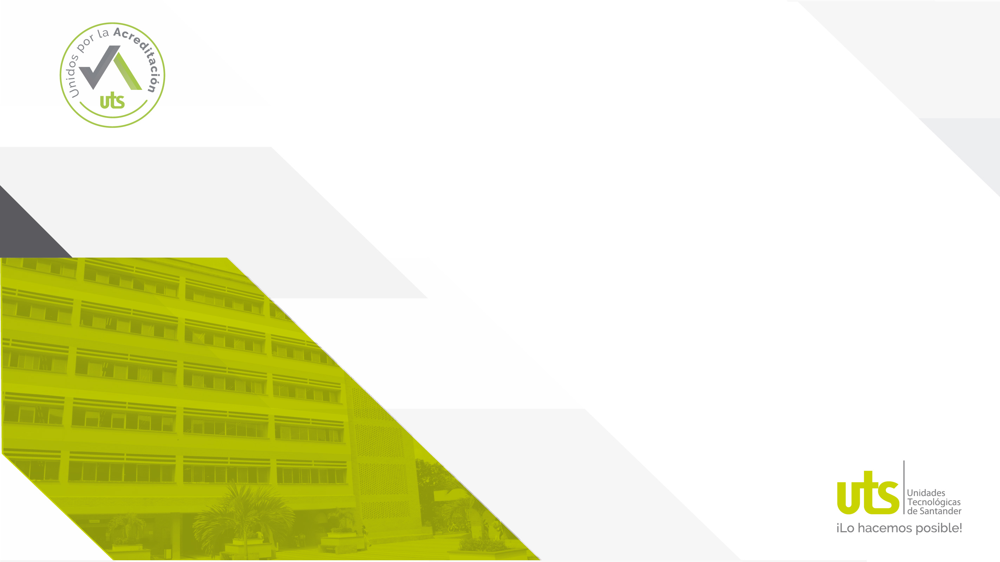 Unidos por la Acreditación
uts
uts
Unidades
Tecnológicas
de Santander
¡Lo hacemos posible!